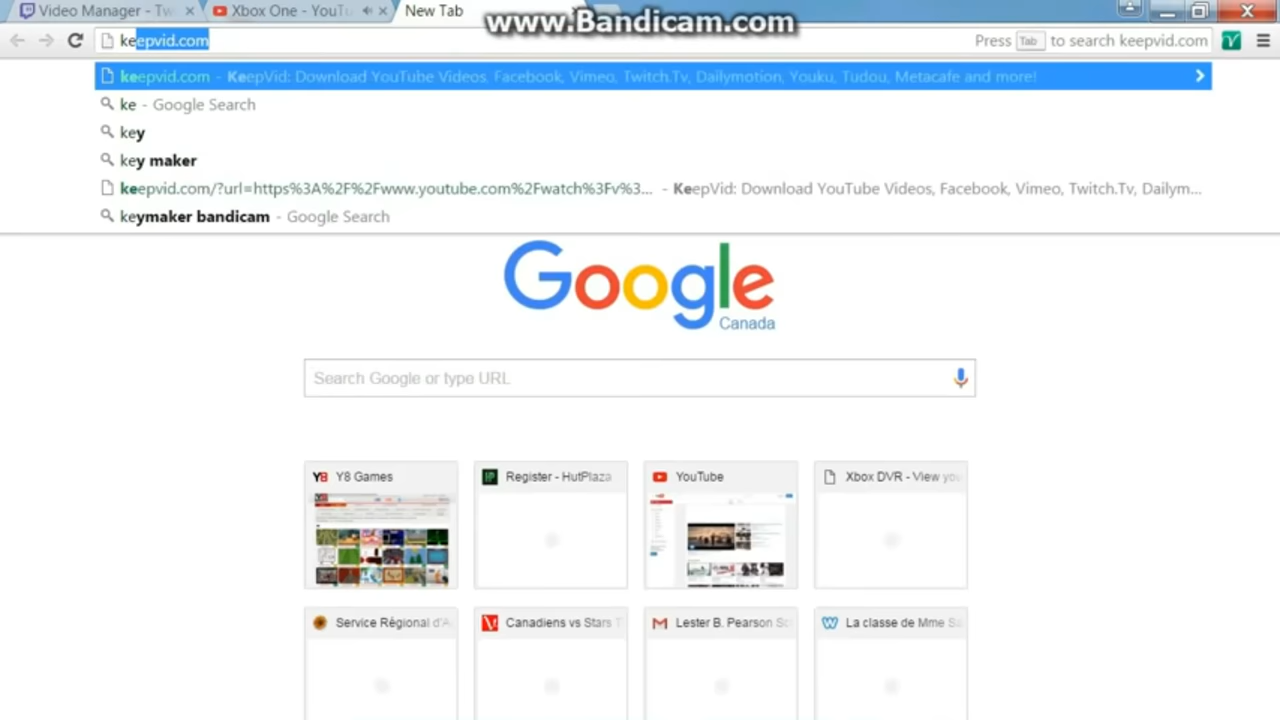 Video Manager - Tw
Xbox One - YouTu
New Tab
www.Bandicam.com
keepvid.com
Press Tab to search keepvid.com
keepvid.com - KeepVid: Download YouTube Videos, Facebook, Vimeo, Twitch.Tv, Dailymotion, Youku, Tudou, Metacafe and more!
ke - Google Search
key
key maker
keepvid.com/?url=https%3A%2F%2Fwww.youtube.com%2Fwatch%3Fv%3... - KeepVid: Download YouTube Videos, Facebook, Vimeo, Twitch.Tv, Dailym...
keymaker bandicam - Google Search
Google
Canada
Search Google or type URL
Y8 Games
Register - HutPlaza
YouTube
Xbox DVR - View you
Service Régional d'A
Canadiens vs Stars T
Lester B. Pearson Sc
La classe de Mme Sa